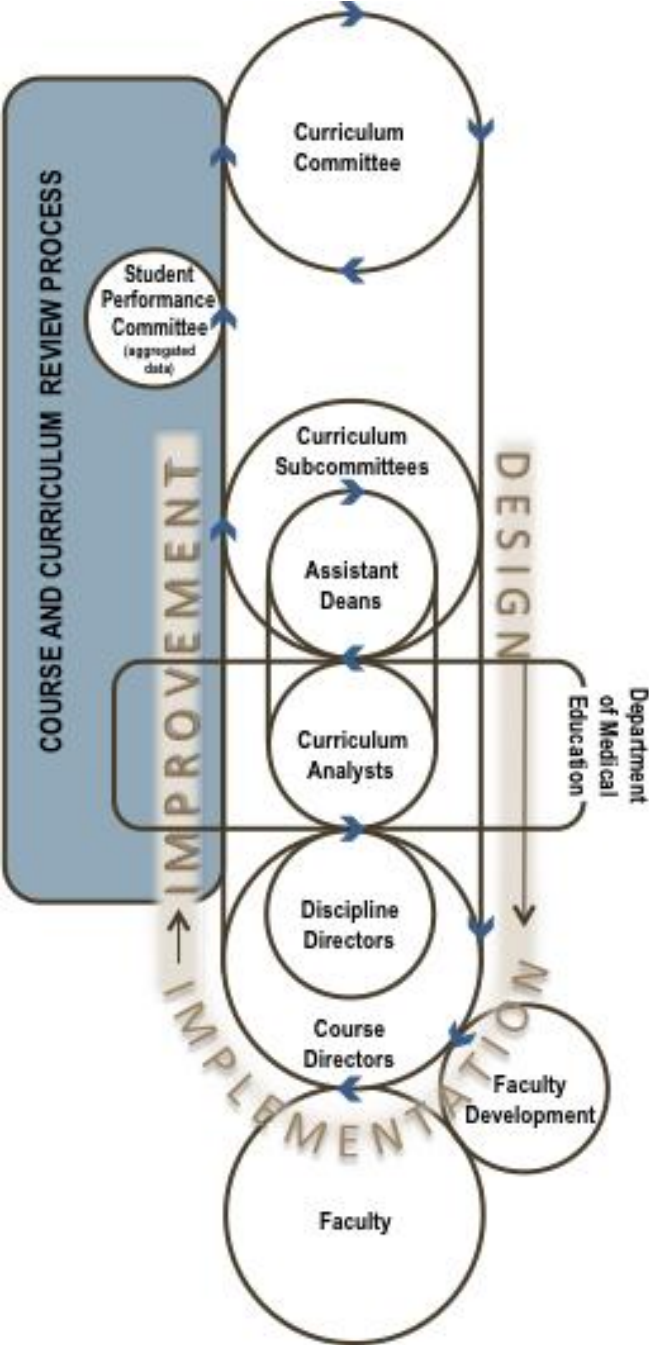 Curriculum
Committee
COURSE AND CURRICULUM REVIEW PROCESS
Student
Performance
Committee
(aggregated
data)
Curriculum
Subcommittees
DESIGN
IMPROVEMENT
Assistant
Deans
Department
of Medical
Education
Curriculum
Analysts
Discipline
Directors
Course
Directors
IMPLEMENTATION
Faculty
Development
Faculty